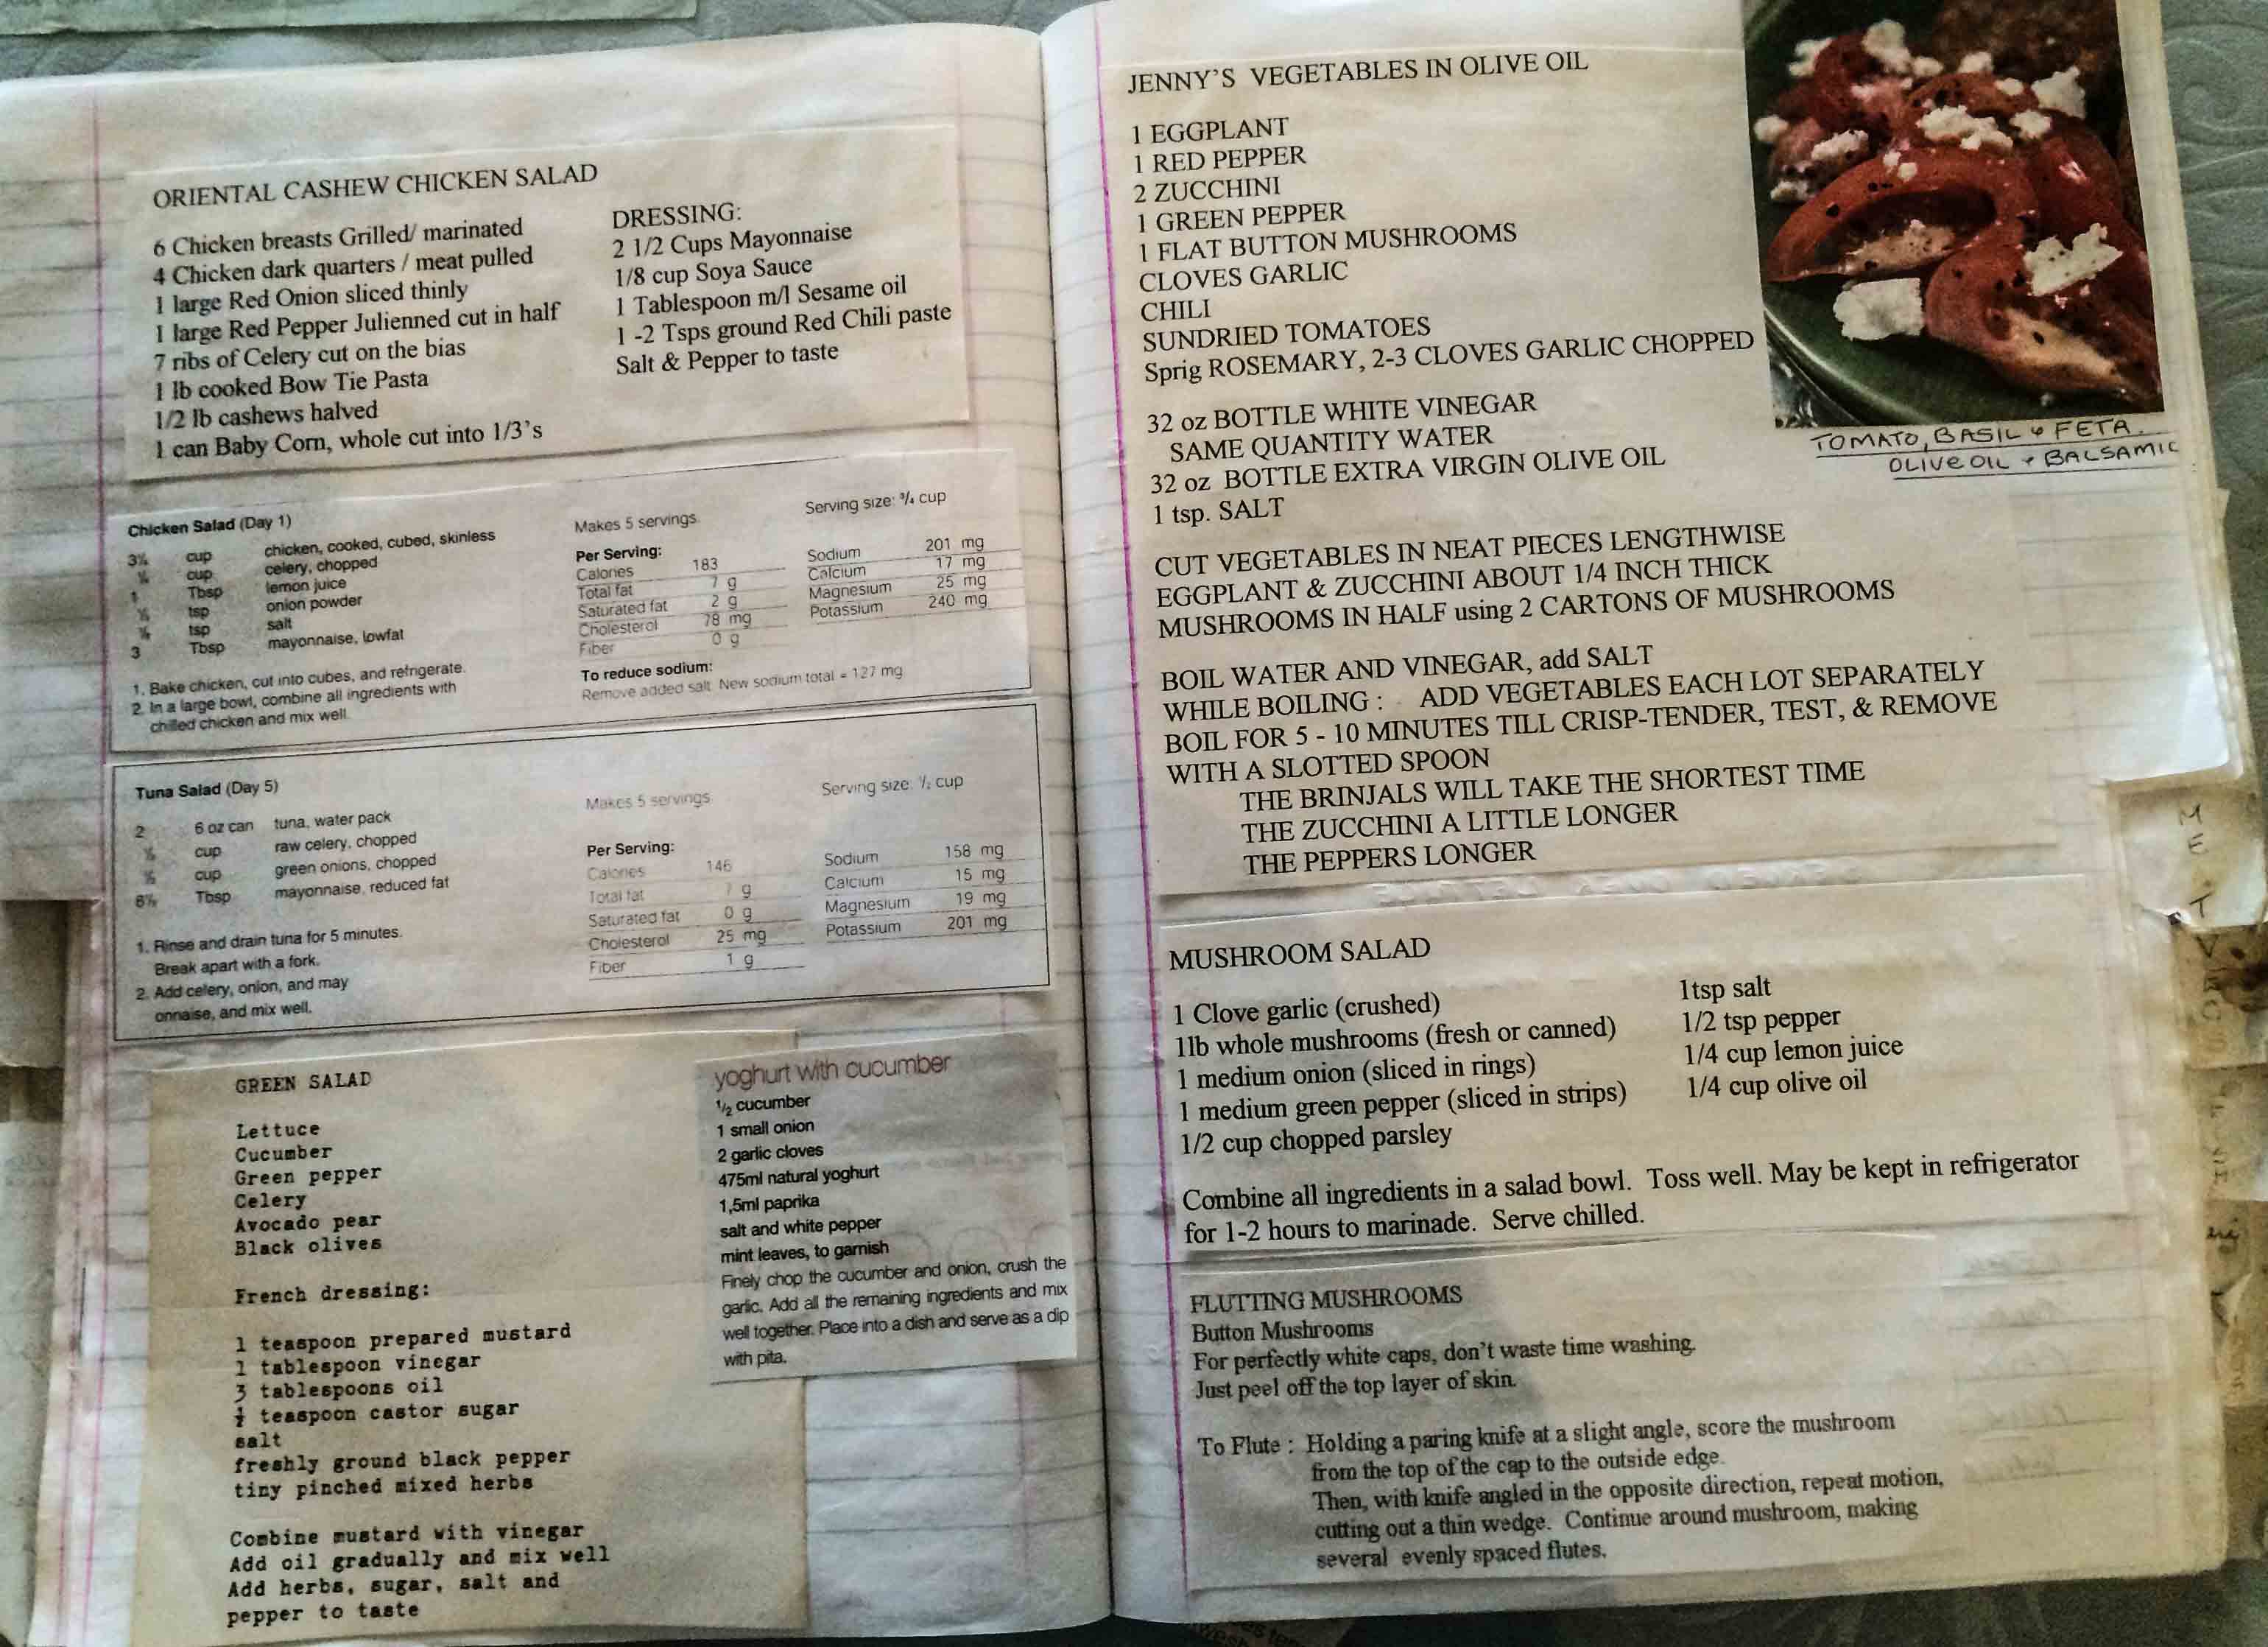 ORIENTAL CASHEW CHICKEN SALAD
6 Chicken breasts Grilled/ marinated
4 Chicken dark quarters / meat pulled
1 large Red Onion sliced thinly
1 large Red Pepper Julienned cut in half
7 ribs of Celery cut on the bias
1 lb cooked Bow Tie Pasta
1/2 lb cashews halved
1 can Baby Corn, whole cut into 1/3's
DRESSING:
2 1/2 Cups Mayonnaise
1/8 cup Soya Sauce
1 Tablespoon m/l Sesame oil
1 -2 Tsps ground Red Chili paste
Salt & Pepper to taste
Chicken Salad (Day 1)
cup chicken, cooked, cubed, skinless
cup celery, chopped
1 Tbsp lemon juice
tsp onion powder
tsp salt
3 Tbsp mayonnaise, lowfat
1. Bake chicken, cut into cubes, and refrigerate.
2. In a large bowl, combine all ingredients with
chilled chicken and mix well.
Makes 5 servings
Serving size: ¾ cup
Per Serving:
Calories 183
Total fat 7 g
Saturated fat 2 g
Cholesterol 78 mg
Fiber 0 g
Sodium 201 mg
Calcium 17 mg
Magnesium 25 mg
Potassium 240 mg
To reduce sodium:
Remove added salt. New sodium total = 127 mg
Tuna Salad (Day 5)
2 6 oz can tuna, water pack
cup raw celery, chopped
cup green onions, chopped
Tbsp mayonnaise, reduced fat
1. Rinse and drain tuna for 5 minutes.
Break apart with a fork.
2. Add celery, onion, and may
onnaise, and mix well.
Makes 5 servings
Serving size: ½ cup
Per Serving:
Calories 146
Total fat 7 g
Saturated fat 0 g
Cholesterol 25 mg
Fiber 1 g
Sodium 158 mg
Calcium 15 mg
Magnesium 19 mg
Potassium 201 mg
GREEN SALAD
Lettuce
Cucumber
Green pepper
Celery
Avocado pear
Black olives
French dressing:
1 teaspoon prepared mustard
1 tablespoon vinegar
3 tablespoons oil
teaspoon castor sugar
salt
freshly ground black pepper
tiny pinched mixed herbs
Combine mustard with vinegar
Add oil gradually and mix well
Add herbs, sugar, salt and
pepper to taste
yoghurt with cucumber
½ cucumber
1 small onion
2 garlic cloves
475ml natural yoghurt
1,5ml paprika
salt and white pepper
mint leaves, to garnish
Finely chop the cucumber and onion, crush the
garlic. Add all the remaining ingredients and mix
well together. Place into a dish and serve as a dip
with pita.
JENNY'S VEGETABLES IN OLIVE OIL
1 EGGPLANT
1 RED PEPPER
2 ZUCCHINI
1 GREEN PEPPER
1 FLAT BUTTON MUSHROOMS
CLOVES GARLIC
CHILI
SUNDRIED TOMATOES
Sprig ROSEMARY, 2-3 CLOVES GARLIC CHOPPED
32 oz BOTTLE WHITE VINEGAR
SAME QUANTITY WATER
32 oz BOTTLE EXTRA VIRGIN OLIVE OIL
1 tsp. SALT
CUT VEGETABLES IN NEAT PIECES LENGTHWISE
EGGPLANT & ZUCCHINI ABOUT 1/4 INCH THICK
MUSHROOMS IN HALF using 2 CARTONS OF MUSHROOMS
BOIL WATER AND VINEGAR, add SALT
WHILE BOILING : ADD VEGETABLES EACH LOT SEPARATELY
BOIL FOR 5 - 10 MINUTES TILL CRISP-TENDER, TEST, & REMOVE
WITH A SLOTTED SPOON
THE BRINJALS WILL TAKE THE SHORTEST TIME
THE ZUCCHINI A LITTLE LONGER
THE PEPPERS LONGER
TOMATO, BASIL & FETA.
OLIVE OIL + BALSAMIC
MUSHROOM SALAD
1 Clove garlic (crushed)
1lb whole mushrooms (fresh or canned)
1 medium onion (sliced in rings)
1 medium green pepper (sliced in strips)
1/2 cup chopped parsley
1tsp salt
1/2 tsp pepper
1/4 cup lemon juice
1/4 cup olive oil
Combine all ingredients in a salad bowl. Toss well. May be kept in refrigerator
for 1-2 hours to marinade. Serve chilled.
FLUTTING MUSHROOMS
Button Mushrooms
For perfectly white caps, don't waste time washing.
Just peel off the top layer of skin.
To Flute : Holding a paring knife at a slight angle, score the mushroom
from the top of the cap to the outside edge.
Then, with knife angled in the opposite direction, repeat motion,
cutting out a thin wedge. Continue around mushroom, making
several evenly spaced flutes.